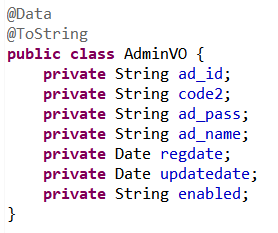 @Data
@ToString
public class AdminVO {
    private String ad_id;
    private String code2;
    private String ad_pass;
    private String ad_name;
    private Date regdate;
    private Date updatedate;
    private String enabled;
}